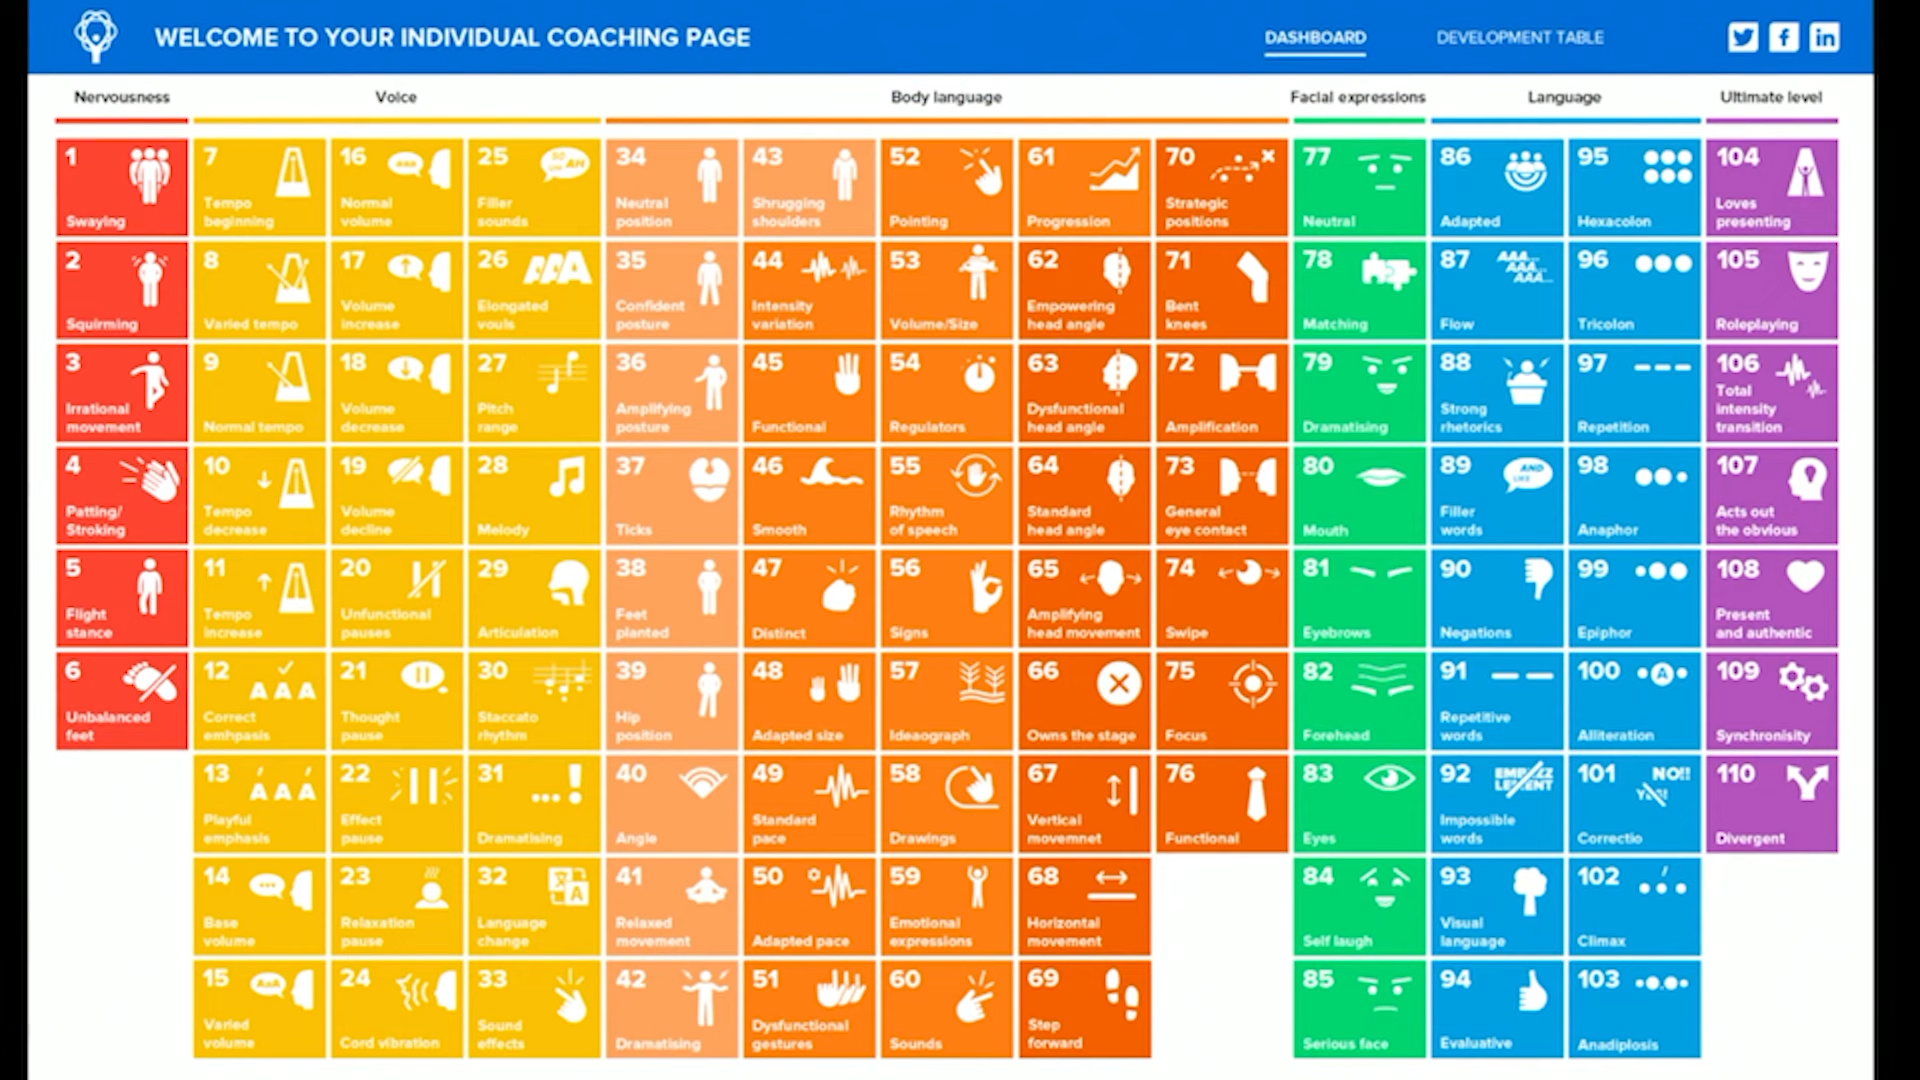 WELCOME TO YOUR INDIVIDUAL COACHING PAGE
DASHBOARD
DEVELOPMENT TABLE
Nervousness
Voice
Body language
Facial expressions
Language
Ultimate level
1
Swaying
2
Squirming
3
Irrational
movement
4
Patting/
Stroking
5
Flight
stance
6
Unbalanced
feet
7
Tempo
beginning
8
Varied tempo
9
Normal tempo
10
Tempo
decrease
11
Tempo
increase
12
AAA
Correct
emhpasis
13
AAA
Playful
emphasis
14
Base
volume
15
AaA
Varied
volume
16
AAA
Normal
volume
17
Volume
increase
18
Volume
decrease
19
Volume
decline
20
Unfunctional
pauses
21
Thought
pause
22
Effect
pause
23
Relaxation
pause
24
Cord vibration
25
Filler
sounds
26
AAA
Elongated
vouls
27
Pitch
range
28
Melody
29
Articulation
30
Staccato
rhythm
31
...!
Dramatising
32
A
Language
change
33
Sound
effects
34
Neutral
position
35
Confident
posture
36
Amplifying
posture
37
Ticks
38
Feet
planted
39
Hip
position
40
Angle
41
Relaxed
movement
42
Dramatising
43
Shrugging
shoulders
44
Intensity
variation
45
Functional
46
Smooth
47
Distinct
48
Adapted size
49
Standard
pace
50
Adapted pace
51
Dysfunctional
gestures
52
Pointing
53
Volume/Size
54
Regulators
55
Rhythm
of speech
56
Signs
57
Ideaograph
58
Drawings
59
Emotional
expressions
60
Sounds
61
Progression
62
Empowering
head angle
63
Dysfunctional
head angle
64
Standard
head angle
65
Amplifying
head movement
66
Owns the stage
67
Vertical
movemnet
68
Horizontal
movement
69
Step
forward
70
Strategic
positions
71
Bent
knees
72
Amplification
73
General
eye contact
74
Swipe
75
Focus
76
Functional
77
Neutral
78
Matching
79
Dramatising
80
Mouth
81
Eyebrows
82
Forehead
83
Eyes
84
Self laugh
85
Serious face
86
Adapted
87
AAA...
AAA...
AAA...
Flow
88
Strong
rhetorics
89
AND
LIKE
Filler
words
90
Negations
91
Repetitive
words
92
Impossible
words
93
Visual
language
94
Evaluative
95
Hexacolon
96
Tricolon
97
Repetition
98
Anaphor
99
Epiphor
100
A
Alliteration
101
NO!!
Correctio
102
Climax
103
Anadiplosis
104
Loves
presenting
105
Roleplaying
106
Total
intensity
transition
107
Acts out
the obvious
108
Present
and authentic
109
Synchronisity
110
Divergent